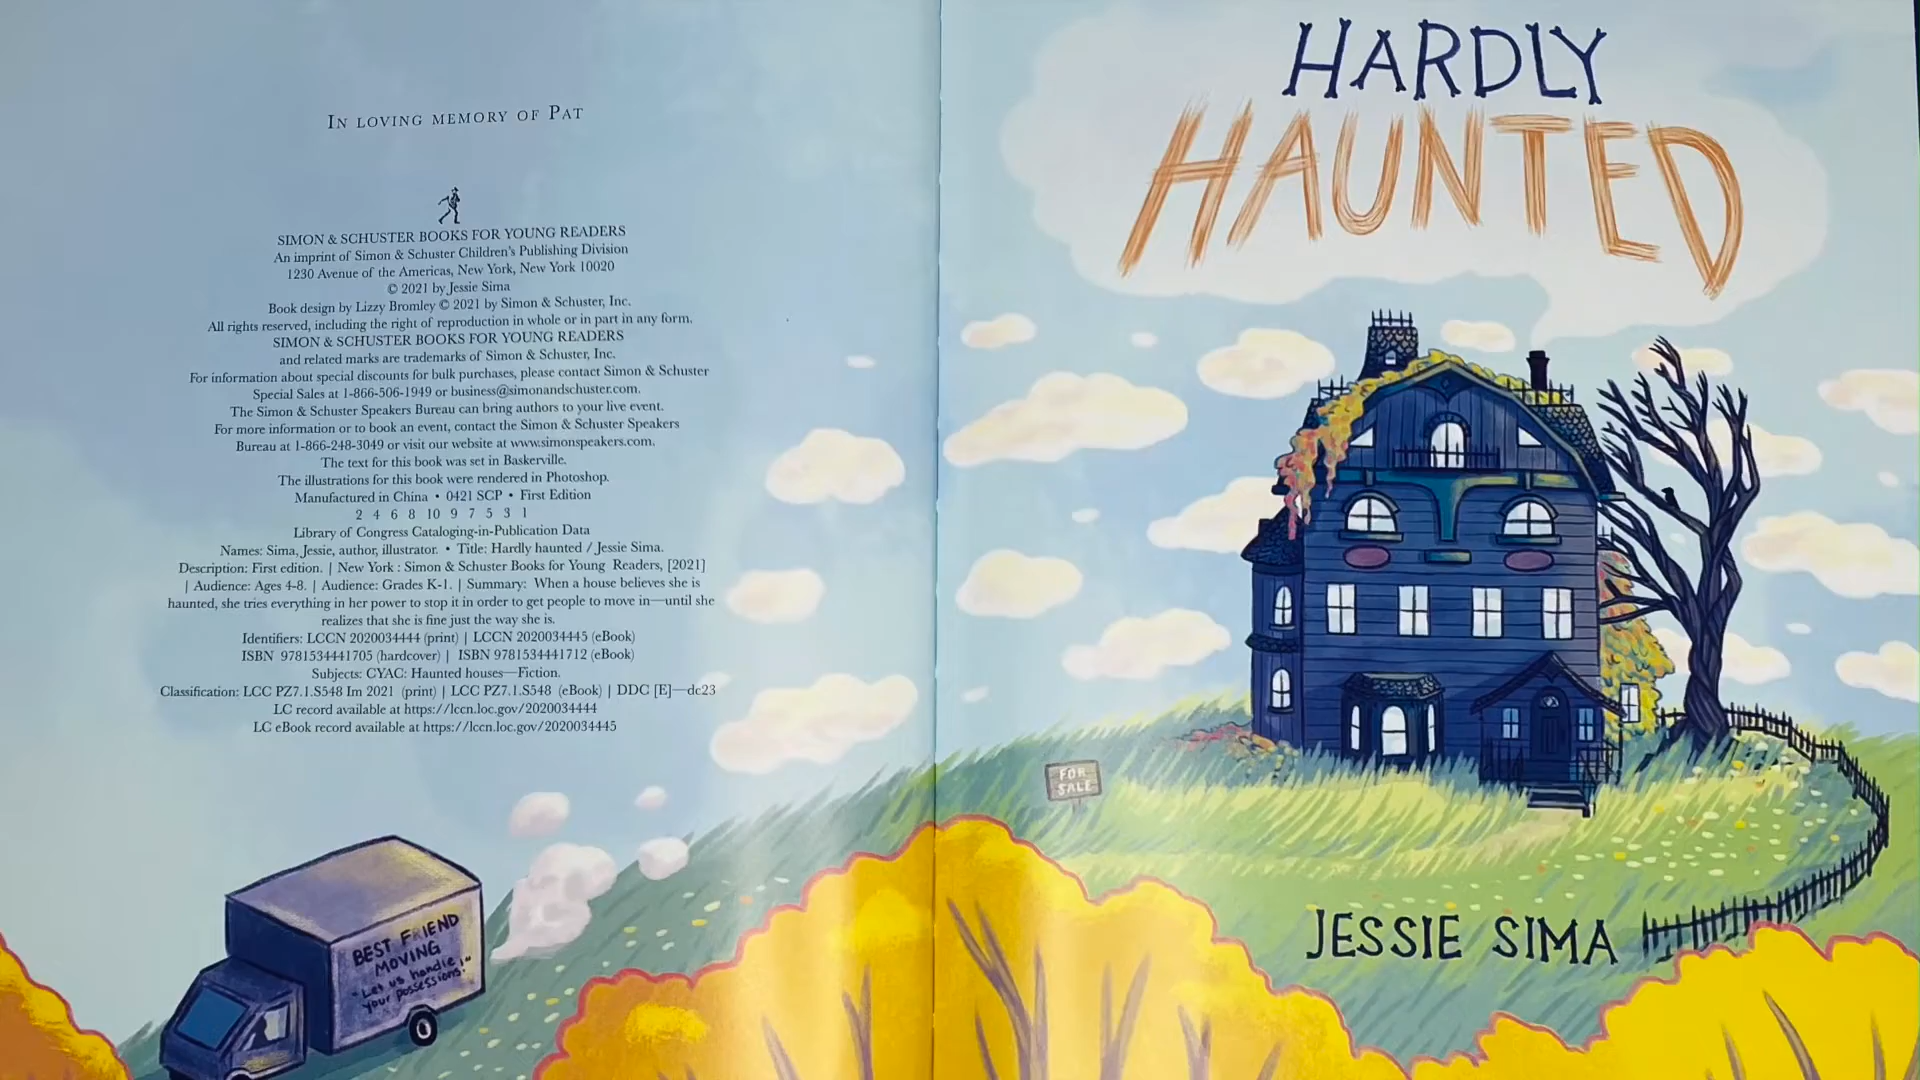 IN LOVING MEMORY OF PAT
SIMON & SCHUSTER BOOKS FOR YOUNG READERS
An imprint of Simon & Schuster Children's Publishing Division
1230 Avenue of the Americas, New York, New York 10020
© 2021 by Jessie Sima
Book design by Lizzy Bromley © 2021 by Simon & Schuster, Inc.
All rights reserved, including the right of reproduction in whole or in part in any form.
SIMON & SCHUSTER BOOKS FOR YOUNG READERS
and related marks are trademarks of Simon & Schuster, Inc.
For information about special discounts for bulk purchases, please contact Simon & Schuster
Special Sales at 1-866-506-1949 or business@simonandschuster.com.
The Simon & Schuster Speakers Bureau can bring authors to your live event.
For more information or to book an event, contact the Simon & Schuster Speakers
Bureau at 1-866-248-3049 or visit our website at www.simonspeakers.com.
The text for this book was set in Baskerville.
The illustrations for this book were rendered in Photoshop.
Manufactured in China • 0421 SCP • First Edition
2 4 6 8 10 9 7 5 3 1
Library of Congress Cataloging-in-Publication Data
Names: Sima, Jessie, author, illustrator. • Title: Hardly haunted / Jessie Sima.
Description: First edition. | New York : Simon & Schuster Books for Young Readers, [2021]
| Audience: Ages 4-8. | Audience: Grades K-1. | Summary: When a house believes she is
haunted, she tries everything in her power to stop it in order to get people to move in—until she
realizes that she is fine just the way she is.
Identifiers: LCCN 2020034444 (print) | LCCN 2020034445 (eBook)
ISBN 9781534441705 (hardcover) | ISBN 9781534441712 (eBook)
Subjects: CYAC: Haunted houses—Fiction.
Classification: LCC PZ7.1.S548 Im 2021 (print) | LCC PZ7.1.S548 (eBook) | DDC [E]—dc23
LC record available at https://lccn.loc.gov/2020034444
LC eBook record available at https://lccn.loc.gov/2020034445
BEST FRIEND
MOVING
"Let us handle
your possessions!"
HARDLY
HAUNTED
FOR
SALE
JESSIE SIMA